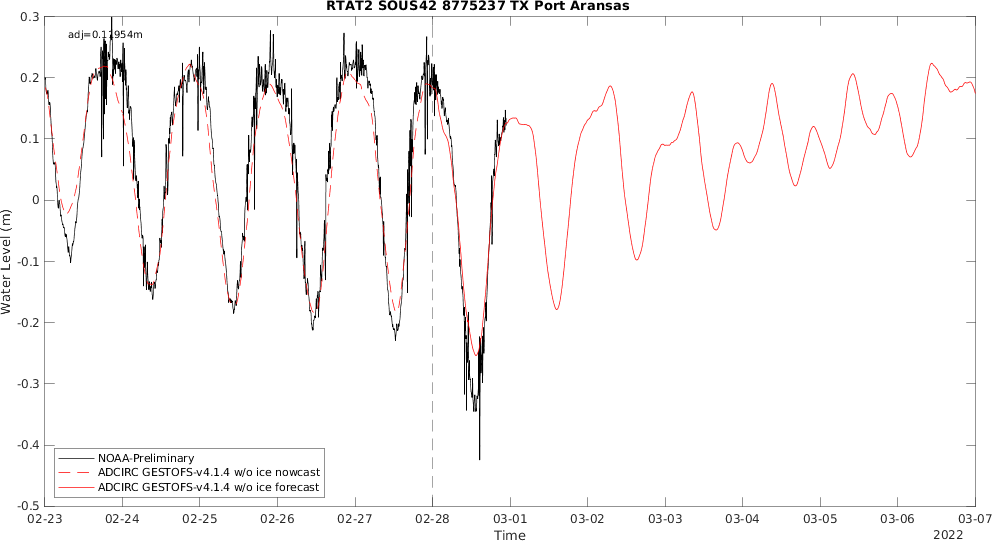 RTAT2 SOUS42 8775237 TX Port Aransas
adj=0.17954m
0.3
0.2
0.1
0
-0.1
-0.2
-0.3
-0.4
-0.5
Water Level (m)
NOAA-Preliminary
ADCIRC GESTOFS-v4.1.4 w/o ice nowcast
ADCIRC GESTOFS-v4.1.4 w/o ice forecast
02-23 02-24 02-25 02-26 02-27 02-28 03-01 03-02 03-03 03-04 03-05 03-06 03-07
Time
2022